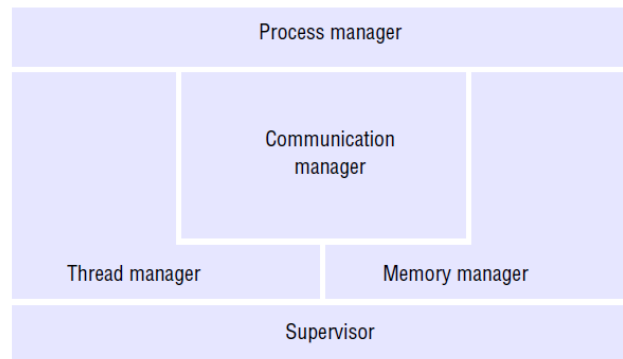 Process manager
Communication
manager
Thread manager
Memory manager
Supervisor